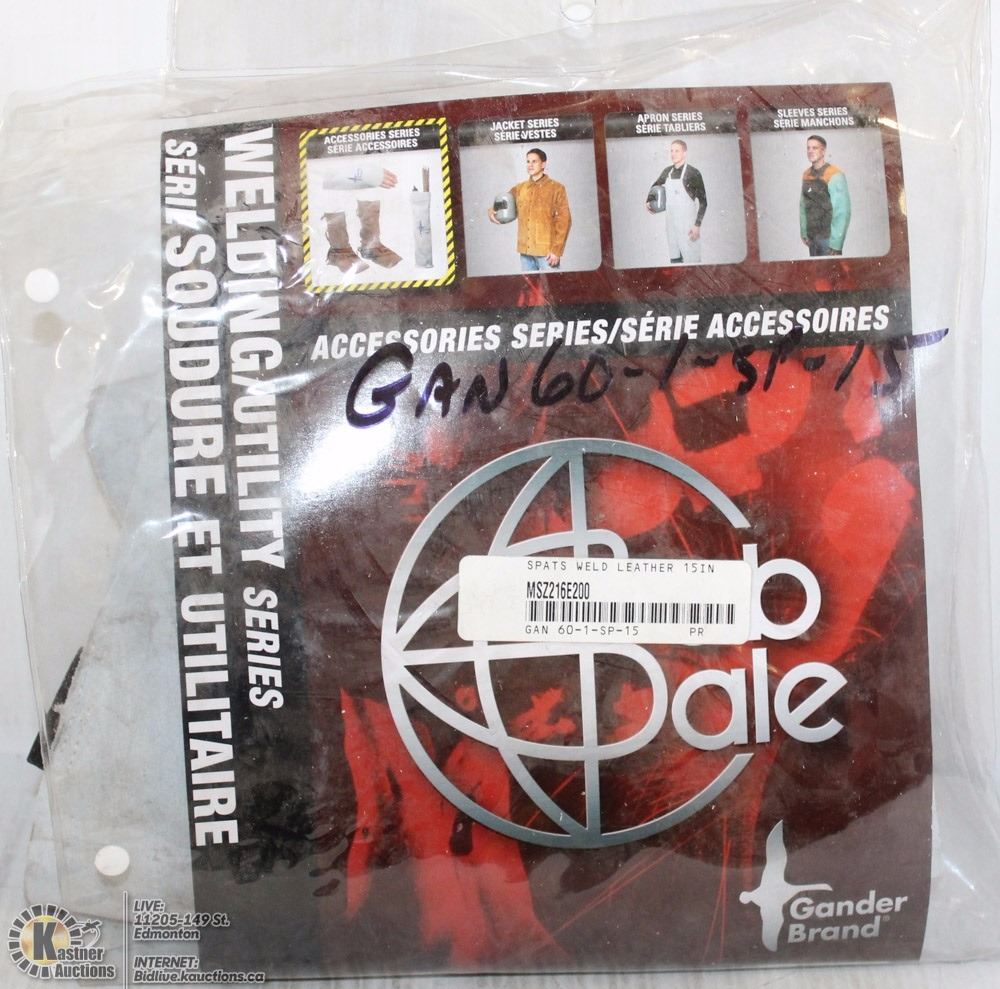 ACCESSORIES SERIES
SÉRIE ACCESSOIRES
JACKET SERIES
SÉRIE VESTES
APRON SERIES
SÉRIE TABLIERS
SLEEVES SERIES
SÉRIE MANCHONS
WELDING/UTILITY SERIES
SÉRIE SOUDURE ET UTILITAIRE
ACCESSORIES SERIES/SÉRIE ACCESSOIRES
GAN 60-1-SP-15
SPATS WELD LEATHER 15IN
MSZ216E200
GAN 60-1-SP-15 PR
Dale
Gander
Brand®
Kastner
Auctions
LIVE:
11205-149 St.
Edmonton
INTERNET:
Bidlive.kauctions.ca